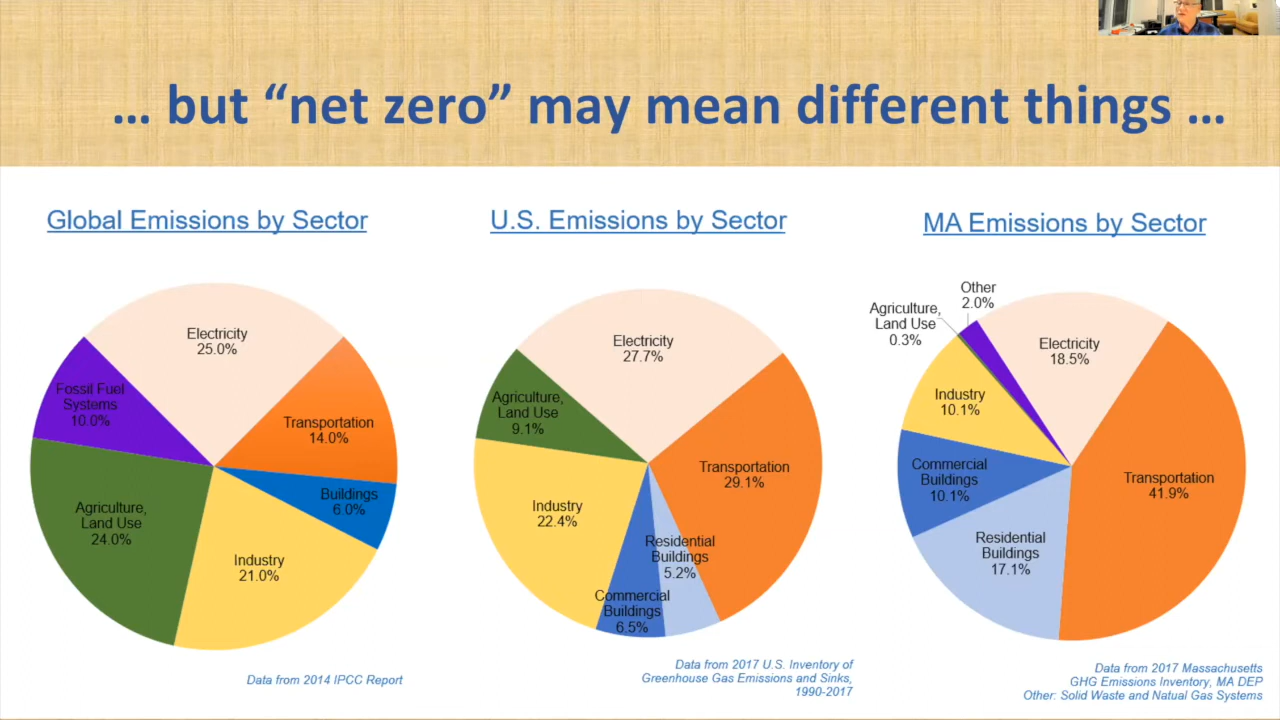 … but “net zero” may mean different things …
Global Emissions by Sector
Electricity
25.0%
Transportation
14.0%
Buildings
6.0%
Industry
21.0%
Agriculture,
Land Use
24.0%
Fossil Fuel
Systems
10.0%
Data from 2014 IPCC Report
U.S. Emissions by Sector
Electricity
27.7%
Transportation
29.1%
Residential
Buildings
5.2%
Commercial
Buildings
6.5%
Industry
22.4%
Agriculture,
Land Use
9.1%
Data from 2017 U.S. Inventory of
Greenhouse Gas Emissions and Sinks,
1990-2017
MA Emissions by Sector
Electricity
18.5%
Transportation
41.9%
Residential
Buildings
17.1%
Commercial
Buildings
10.1%
Industry
10.1%
Agriculture,
Land Use
0.3%
Other
2.0%
Data from 2017 Massachusetts
GHG Emissions Inventory, MA DEP
Other: Solid Waste and Natual Gas Systems